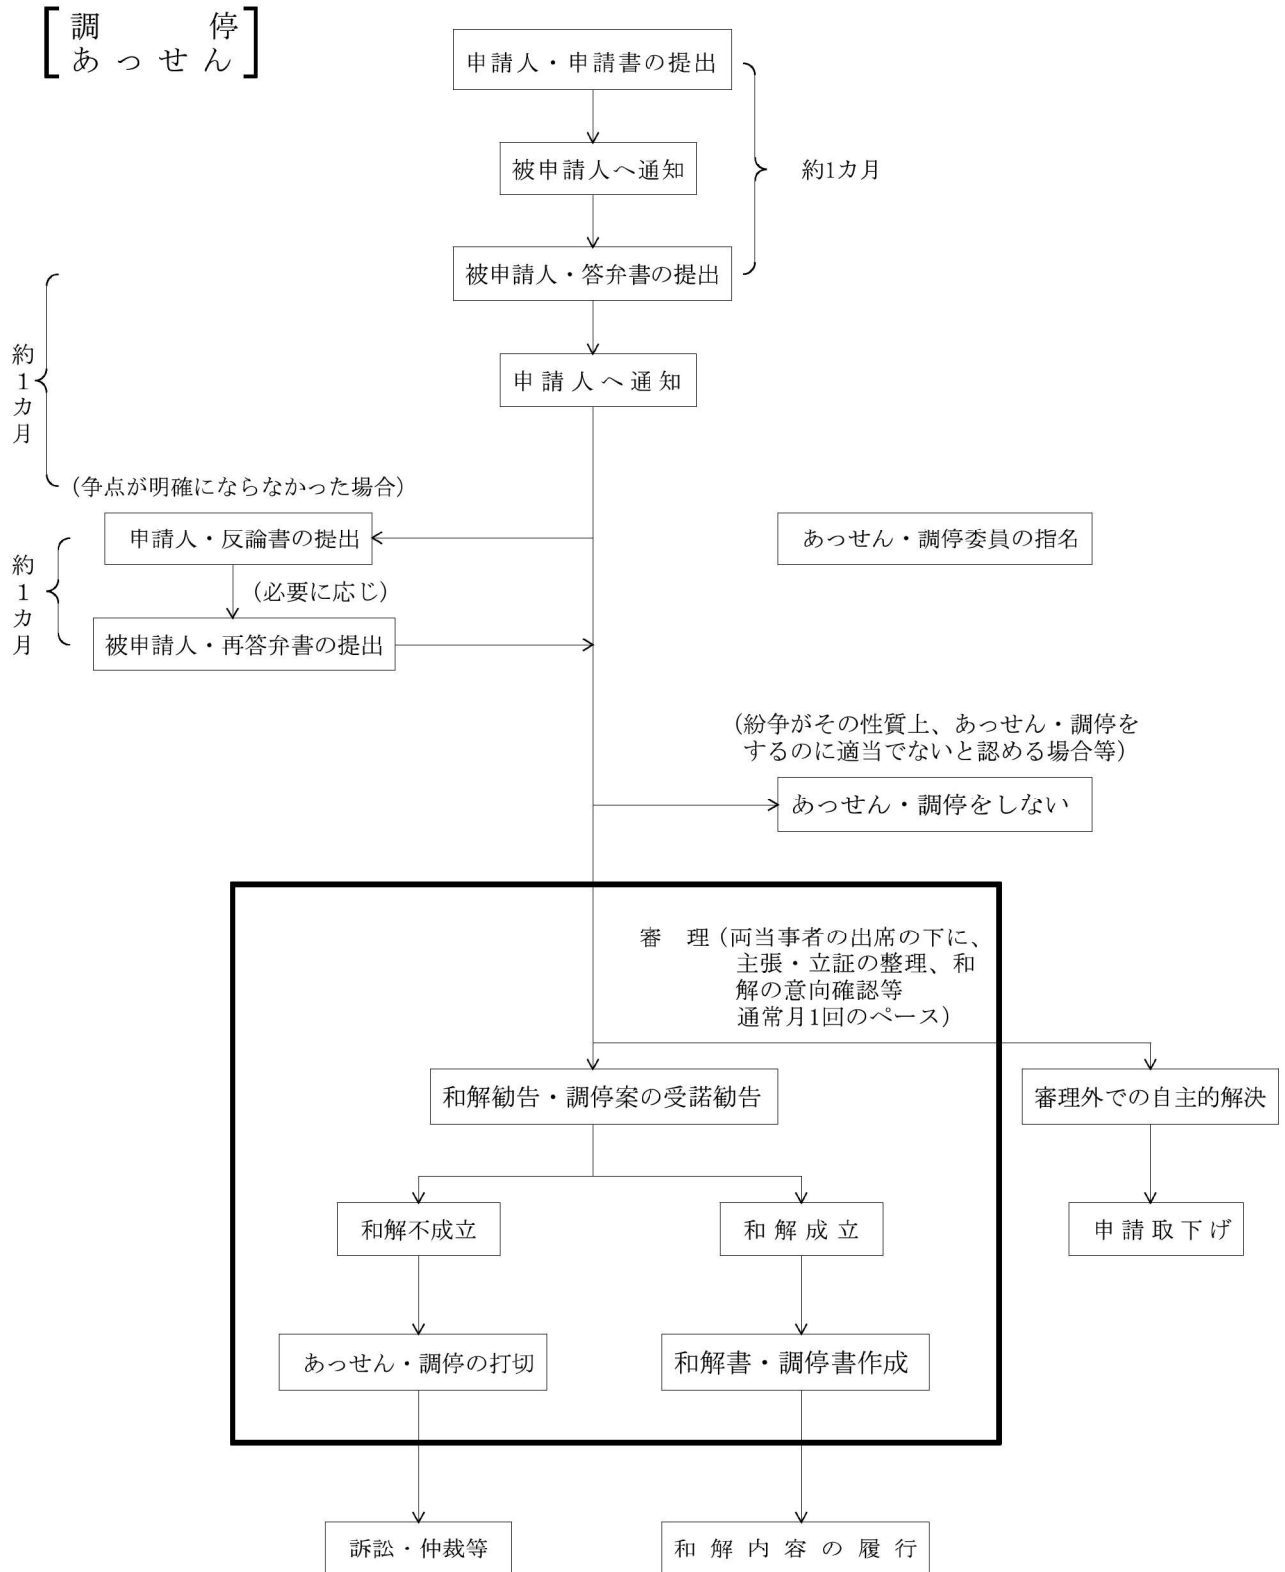 調停
あっせん
申請人・申請書の提出
被申請人へ通知
約1カ月
被申請人・答弁書の提出
申請人へ通知
約1カ月
(争点が明確にならなかった場合)
申請人・反論書の提出
あっせん・調停委員の指名
約1カ月
(必要に応じ)
被申請人・再答弁書の提出
(紛争がその性質上、あっせん・調停を
するのに適当でないと認める場合等)
あっせん・調停をしない
審 理(両当事者の出席の下に、
主張・立証の整理、和
解の意向確認等
通常月1回のペース)
和解勧告・調停案の受諾勧告
審理外での自主的解決
和解不成立
和解成立
申請取下げ
あっせん・調停の打切
和解書・調停書作成
訴訟・仲裁等
和解内容の履行